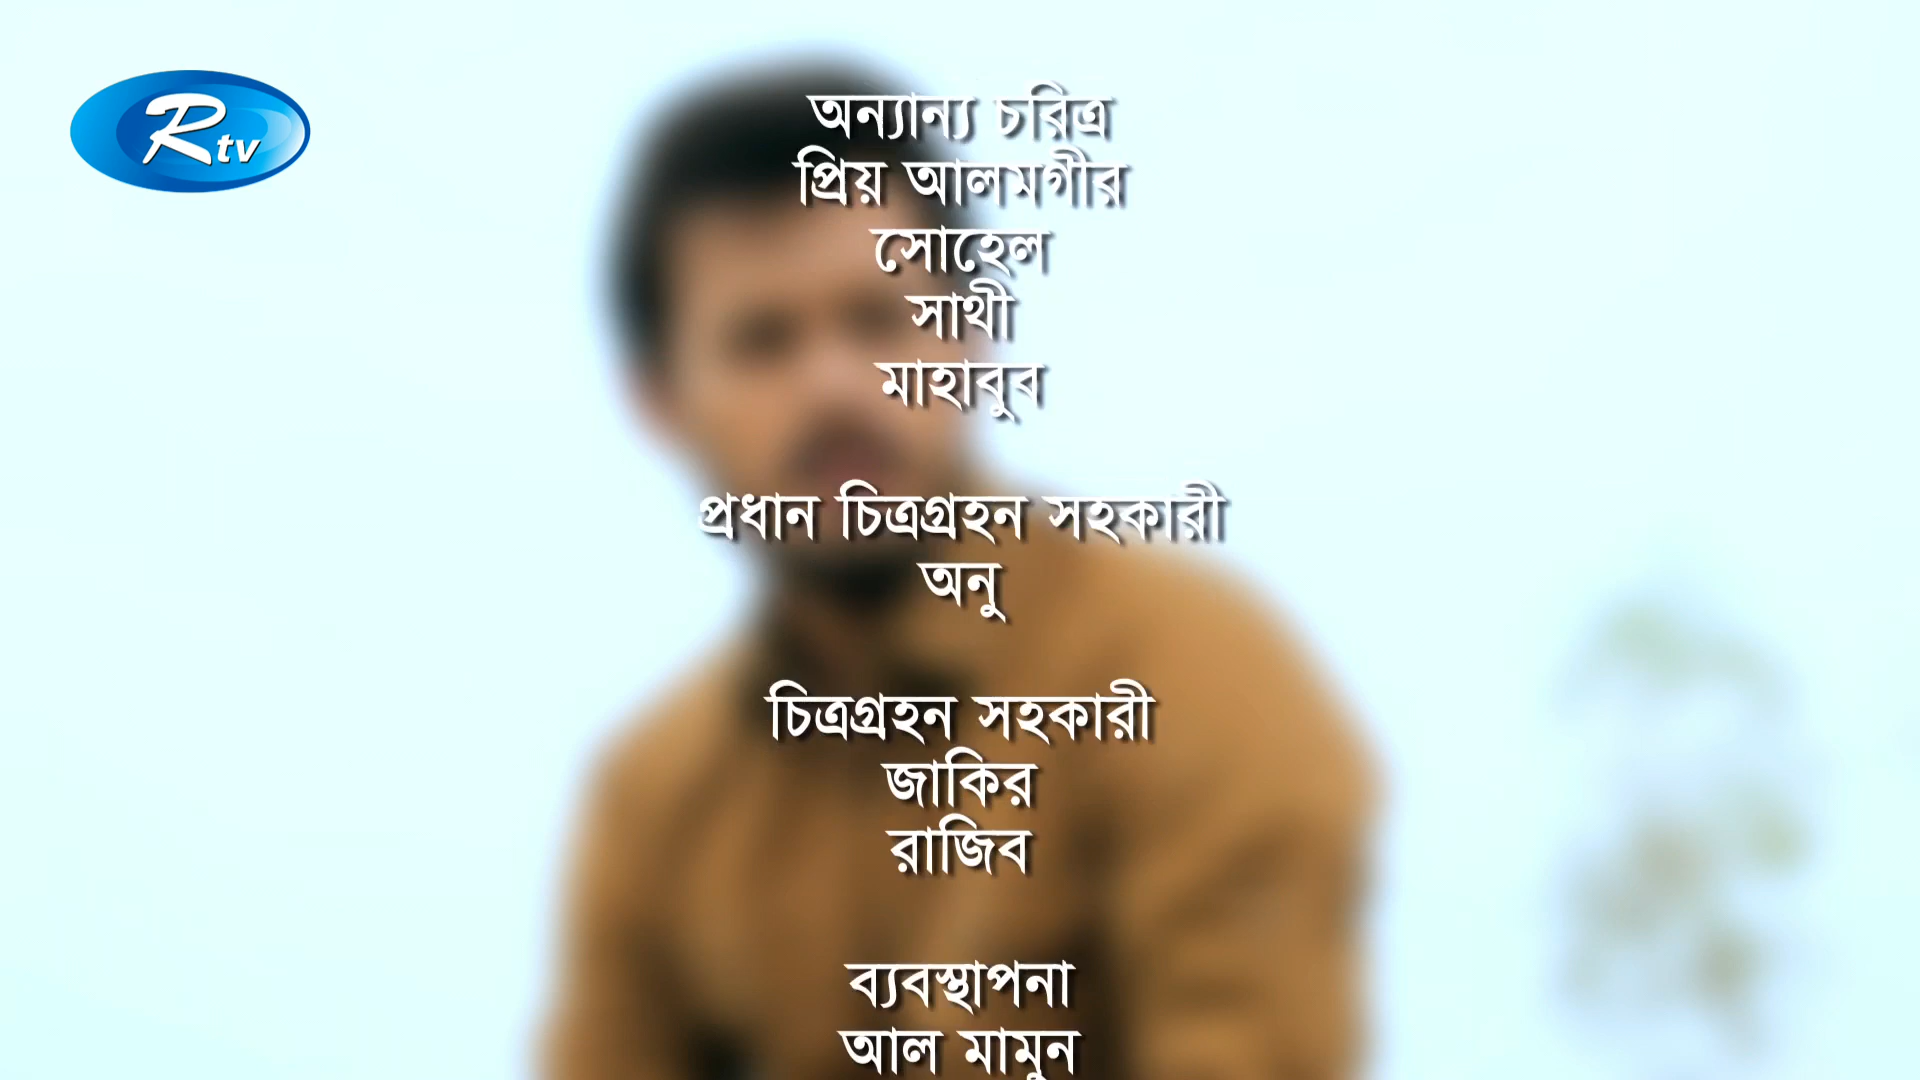 Rtv
অন্যান্য চরিত্র
প্রিয় আলমগীর
সোহেল
সাথী
মাহাবুব
প্রধান চিত্রগ্রহন সহকারী
অনু
চিত্রগ্রহন সহকারী
জাকির
রাজিব
ব্যবস্থাপনা
আল মামুন